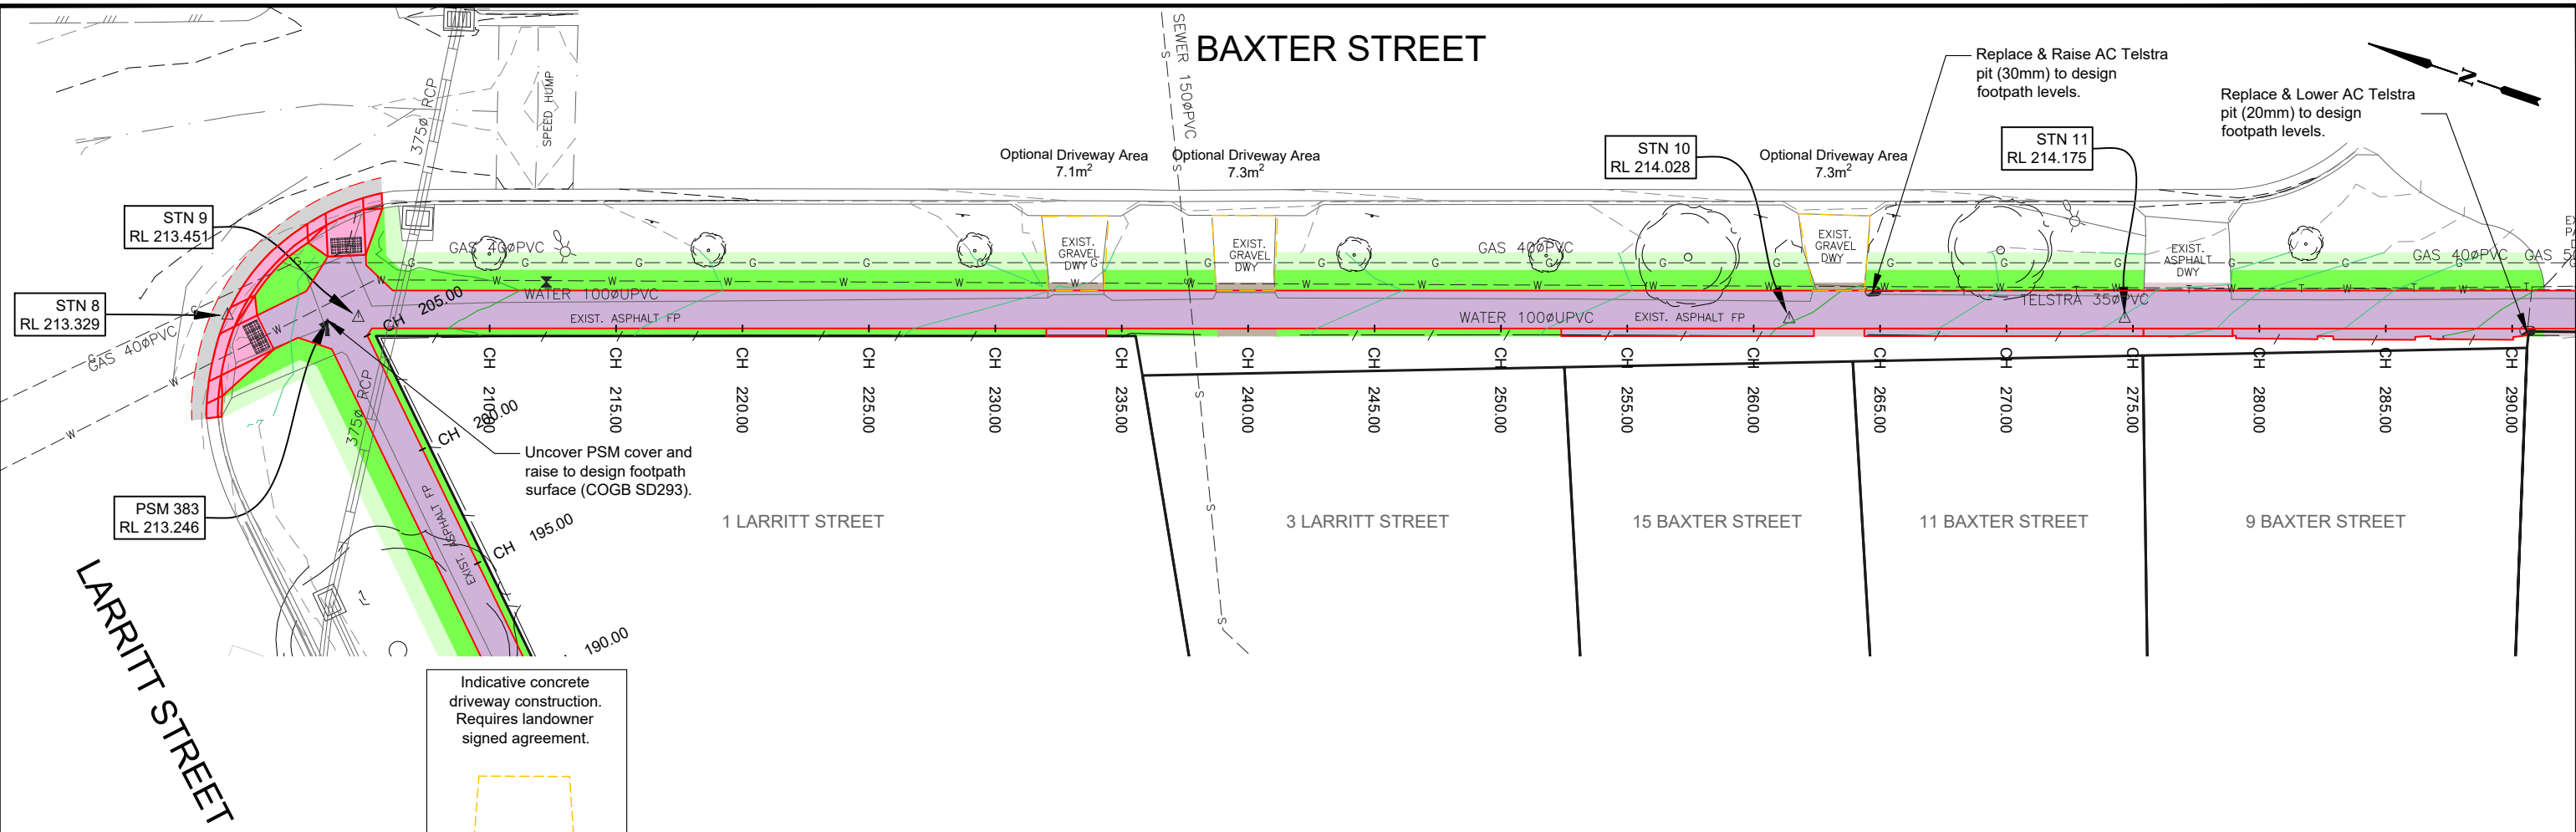 BAXTER STREET
SEWER 150øPVC
375ø RCP
SPEED HUMP
N
Replace & Raise AC Telstra
pit (30mm) to design
footpath levels.
Replace & Lower AC Telstra
pit (20mm) to design
footpath levels.
STN 10
RL 214.028
STN 11
RL 214.175
Optional Driveway Area
7.1m²
Optional Driveway Area
7.3m²
Optional Driveway Area
7.3m²
STN 9
RL 213.451
STN 8
RL 213.329
GAS 40øPVC
GAS 40øPVC
GAS 40øPVC
GAS 40øPVC
EXIST.
GRAVEL
DWY
EXIST.
GRAVEL
DWY
EXIST.
GRAVEL
DWY
EXIST.
ASPHALT
DWY
WATER 100øUPVC
WATER 100øUPVC
TELSTRA 35øPVC
EXIST. ASPHALT FP
EXIST. ASPHALT FP
EXIST. ASPHALT FP
375ø RCP
CH 205.00
CH 200.00
CH 195.00
190.00
CH 210.00
CH 215.00
CH 220.00
CH 225.00
CH 230.00
CH 235.00
CH 240.00
CH 245.00
CH 250.00
CH 255.00
CH 260.00
CH 265.00
CH 270.00
CH 275.00
CH 280.00
CH 285.00
CH 290.00
Uncover PSM cover and
raise to design footpath
surface (COGB SD293).
PSM 383
RL 213.246
1 LARRITT STREET
3 LARRITT STREET
15 BAXTER STREET
11 BAXTER STREET
9 BAXTER STREET
LARRITT STREET
Indicative concrete
driveway construction.
Requires landowner
signed agreement.